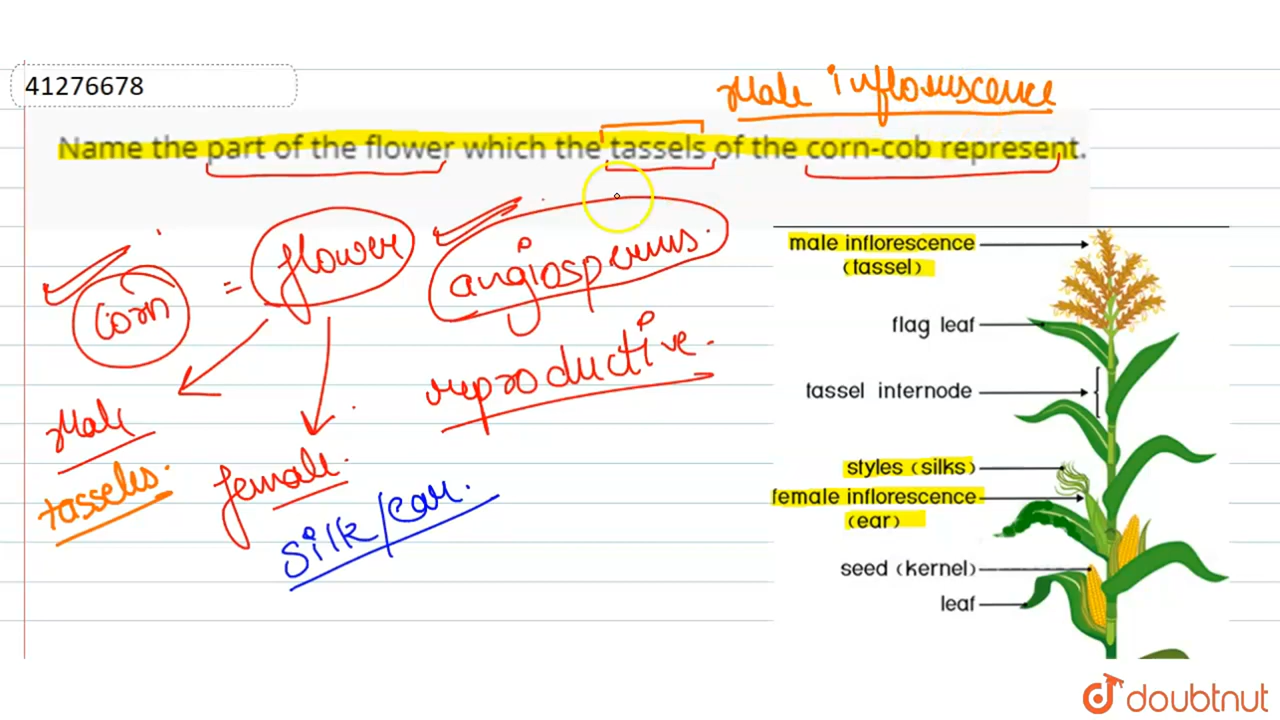 41276678
Male inflorescence
Name the part of the flower which the tassels of the corn-cob represent.
Corn = flower
angiosperms.
reproductive.
Male
tasseles.
female.
Silk/ear.
male inflorescence
(tassel)
flag leaf
tassel internode
styles (silks)
female inflorescence
(ear)
seed (kernel)
leaf
doubtnut